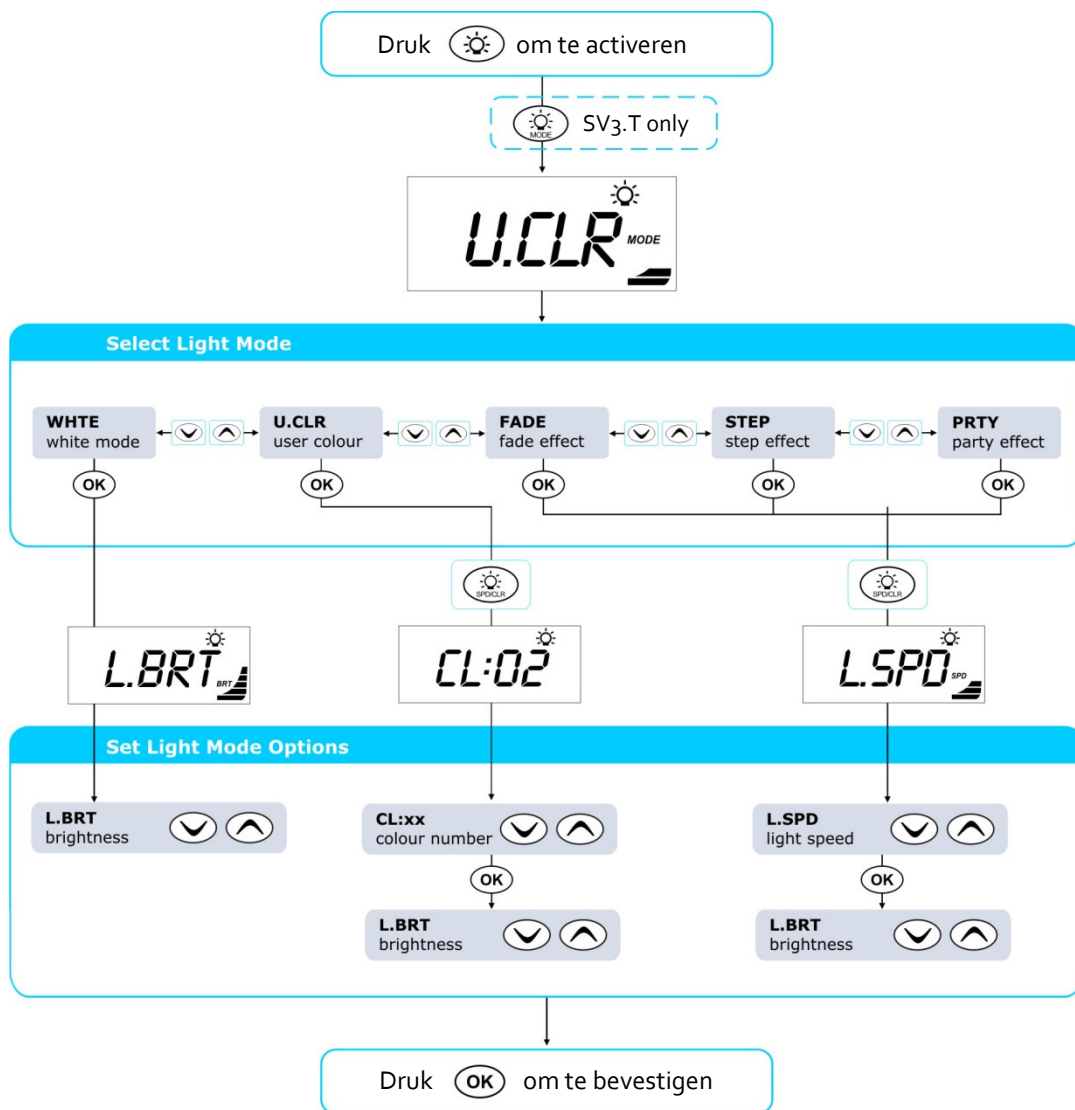 Druk om te activeren
MODE
SV3.T only
U.CLR MODE
Select Light Mode
WHTE
white mode
U.CLR
user colour
FADE
fade effect
STEP
step effect
PRTY
party effect
OK
OK
OK
OK
OK
SPD/CLR
SPD/CLR
L.BRT BRT
CL:02
L.SPD SPD
Set Light Mode Options
L.BRT
brightness
CL:xx
colour number
L.SPD
light speed
OK
OK
L.BRT
brightness
L.BRT
brightness
Druk OK om te bevestigen